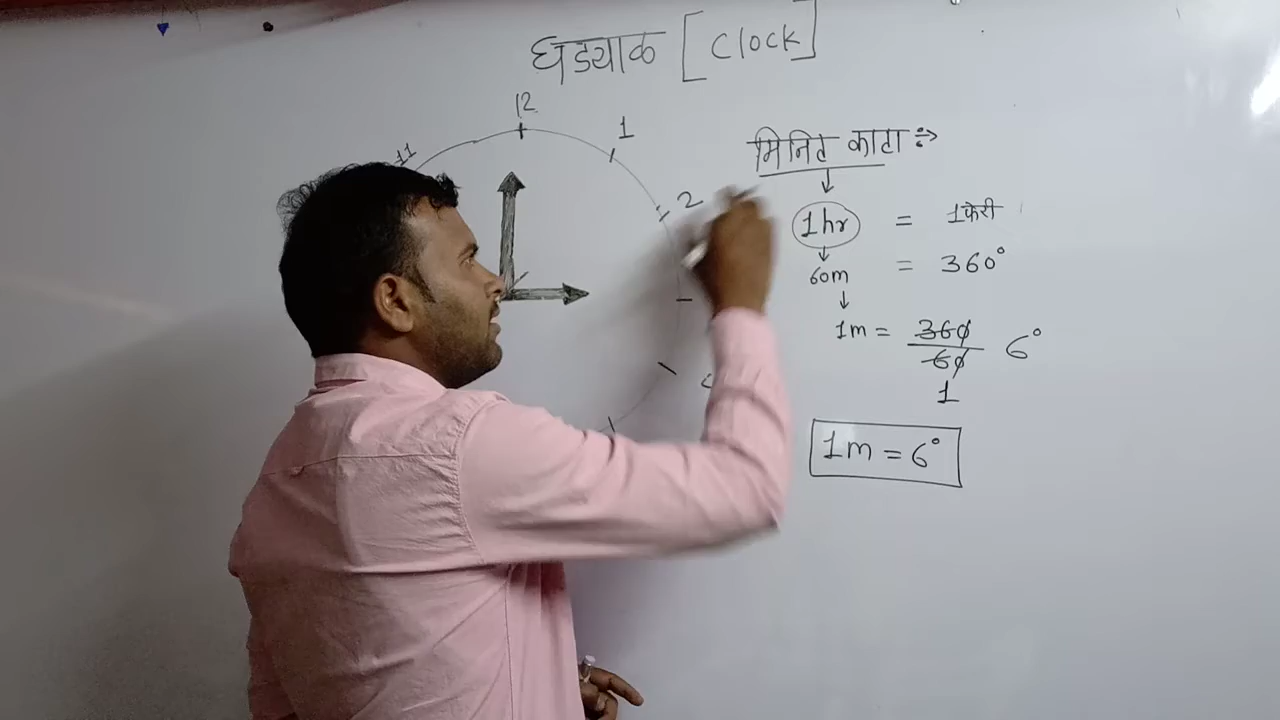 घड्याळ [Clock]
12
1
11
2
मिनिट काटा :⇒
↓
1hr = 1फेरी
↓
60m = 360°
↓
1m = 360/60 6°
1
1m = 6°